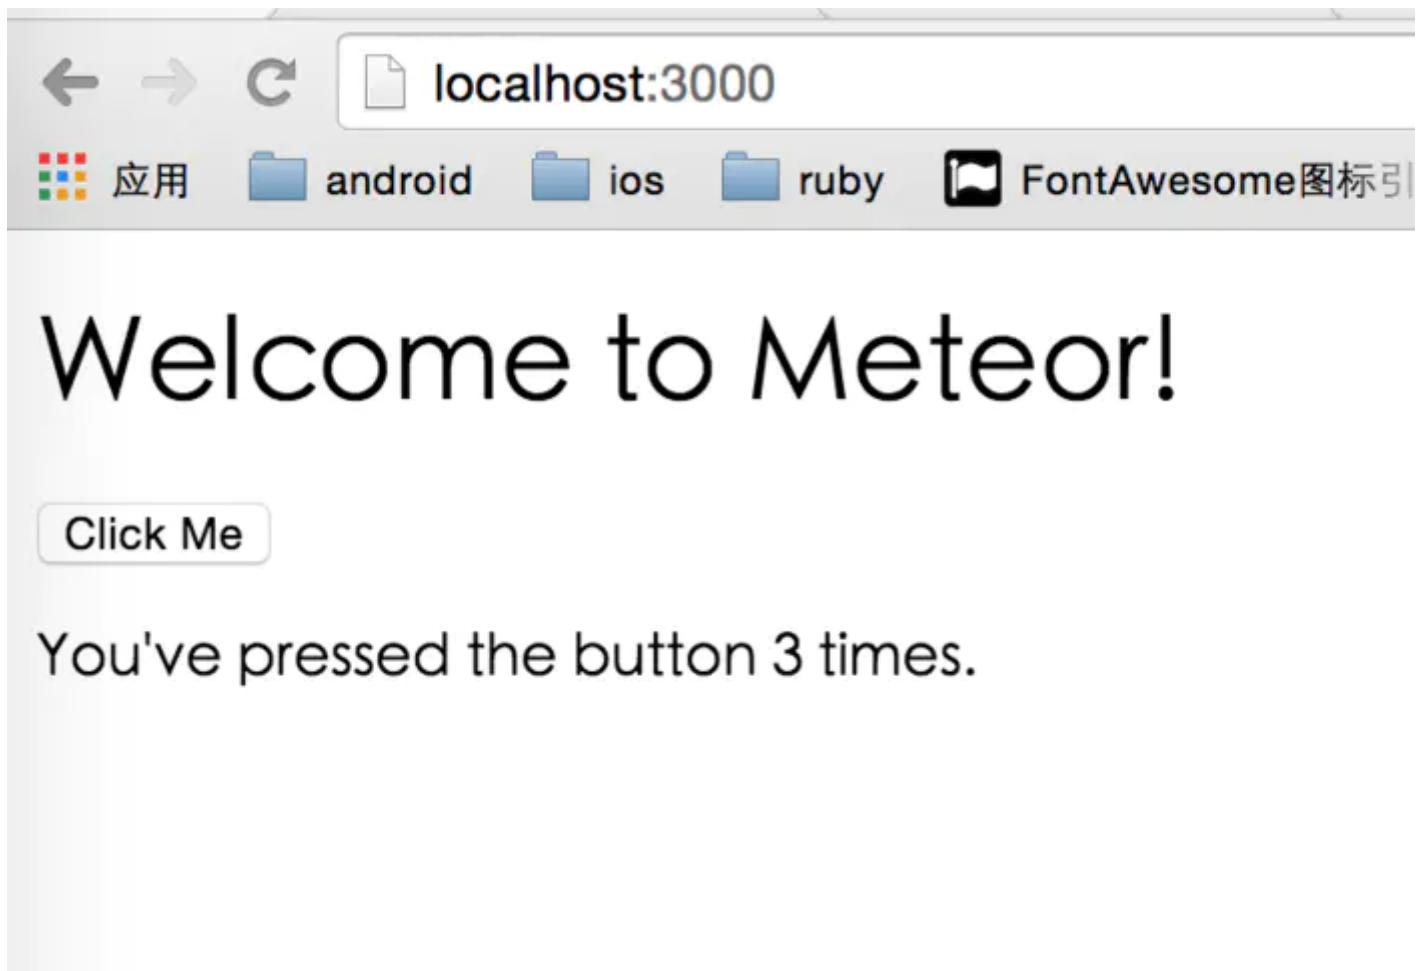 localhost:3000
应用 android ios ruby FontAwesome图标引
Welcome to Meteor!
Click Me
You've pressed the button 3 times.